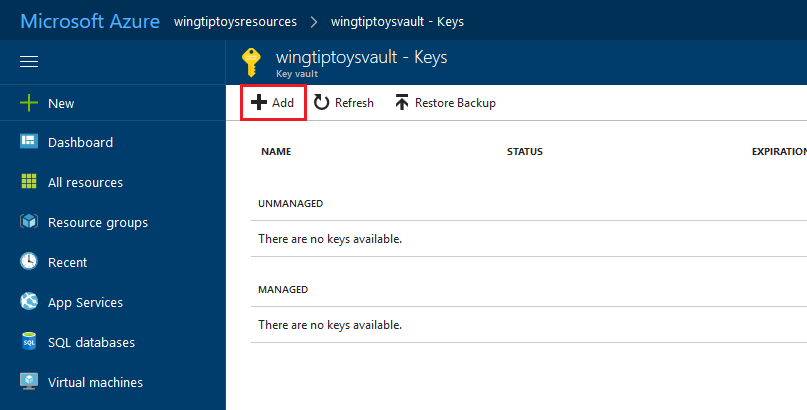 Microsoft Azure wingtiptoysresources > wingtiptoysvault - Keys
wingtiptoysvault - Keys
Key vault
Add Refresh Restore Backup
New
Dashboard
All resources
Resource groups
Recent
App Services
SQL databases
Virtual machines
NAME STATUS EXPIRATION
UNMANAGED
There are no keys available.
MANAGED
There are no keys available.